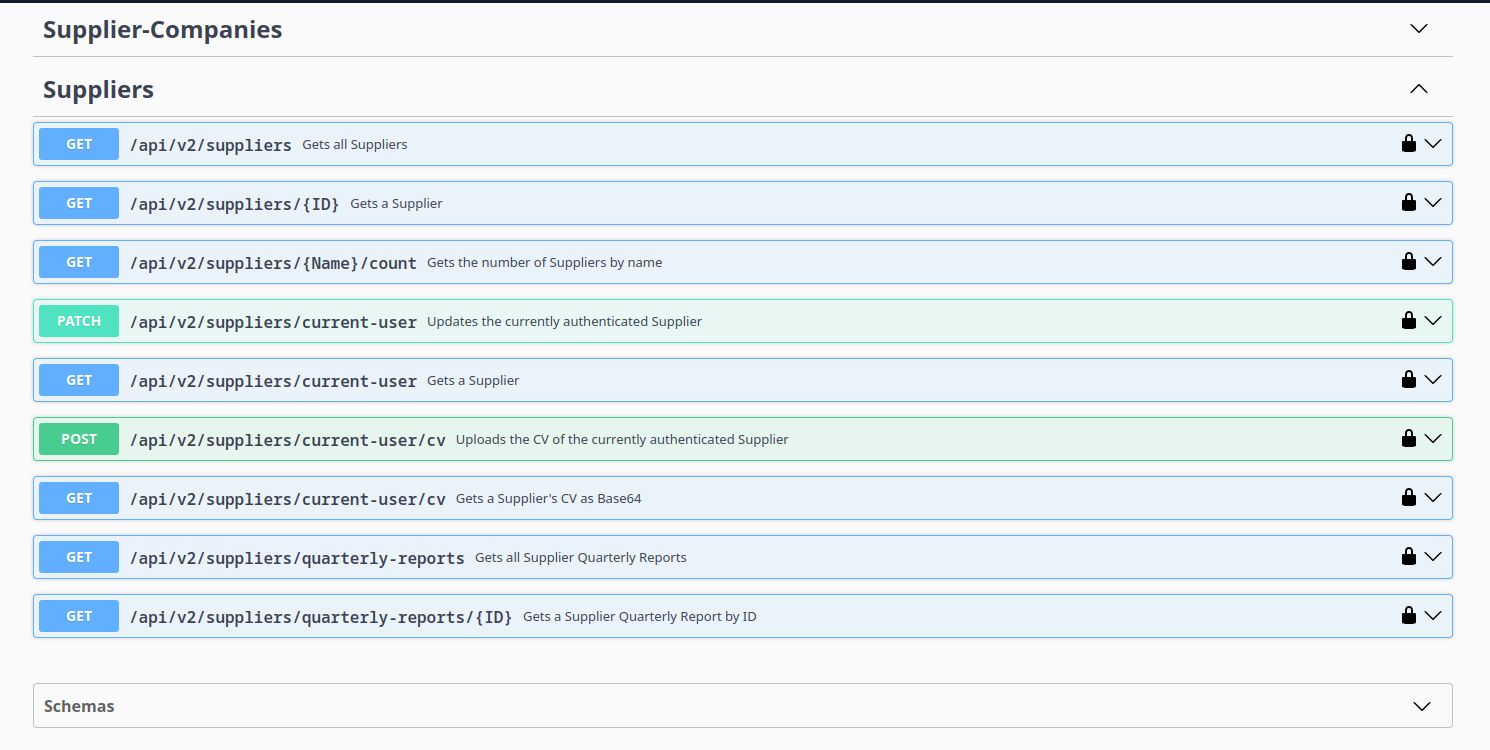 Supplier-Companies
Suppliers
GET /api/v2/suppliers Gets all Suppliers
GET /api/v2/suppliers/{ID} Gets a Supplier
GET /api/v2/suppliers/{Name}/count Gets the number of Suppliers by name
PATCH /api/v2/suppliers/current-user Updates the currently authenticated Supplier
GET /api/v2/suppliers/current-user Gets a Supplier
POST /api/v2/suppliers/current-user/cv Uploads the CV of the currently authenticated Supplier
GET /api/v2/suppliers/current-user/cv Gets a Supplier's CV as Base64
GET /api/v2/suppliers/quarterly-reports Gets all Supplier Quarterly Reports
GET /api/v2/suppliers/quarterly-reports/{ID} Gets a Supplier Quarterly Report by ID
Schemas